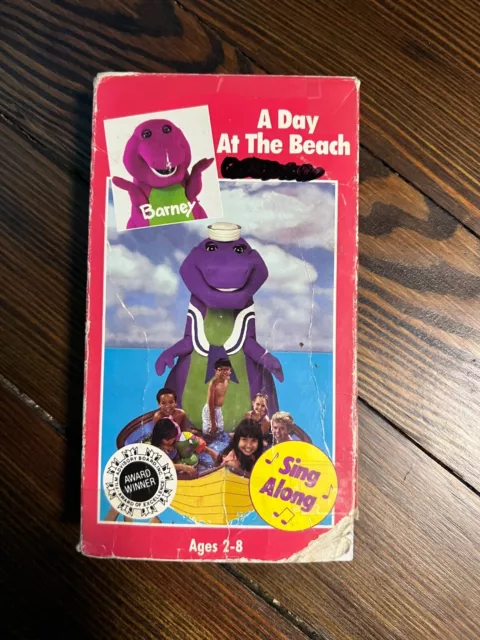 A Day
At The Beach
Barney
AWARD
WINNER
Sing
Along
Ages 2-8